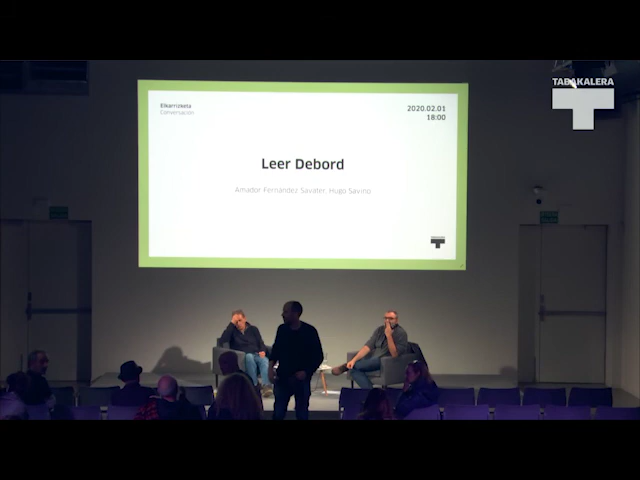 TABAKALERA
Elkarrizketa
Conversación
2020.02.01
18:00
Leer Debord
Amador Fernández Savater, Hugo Savino